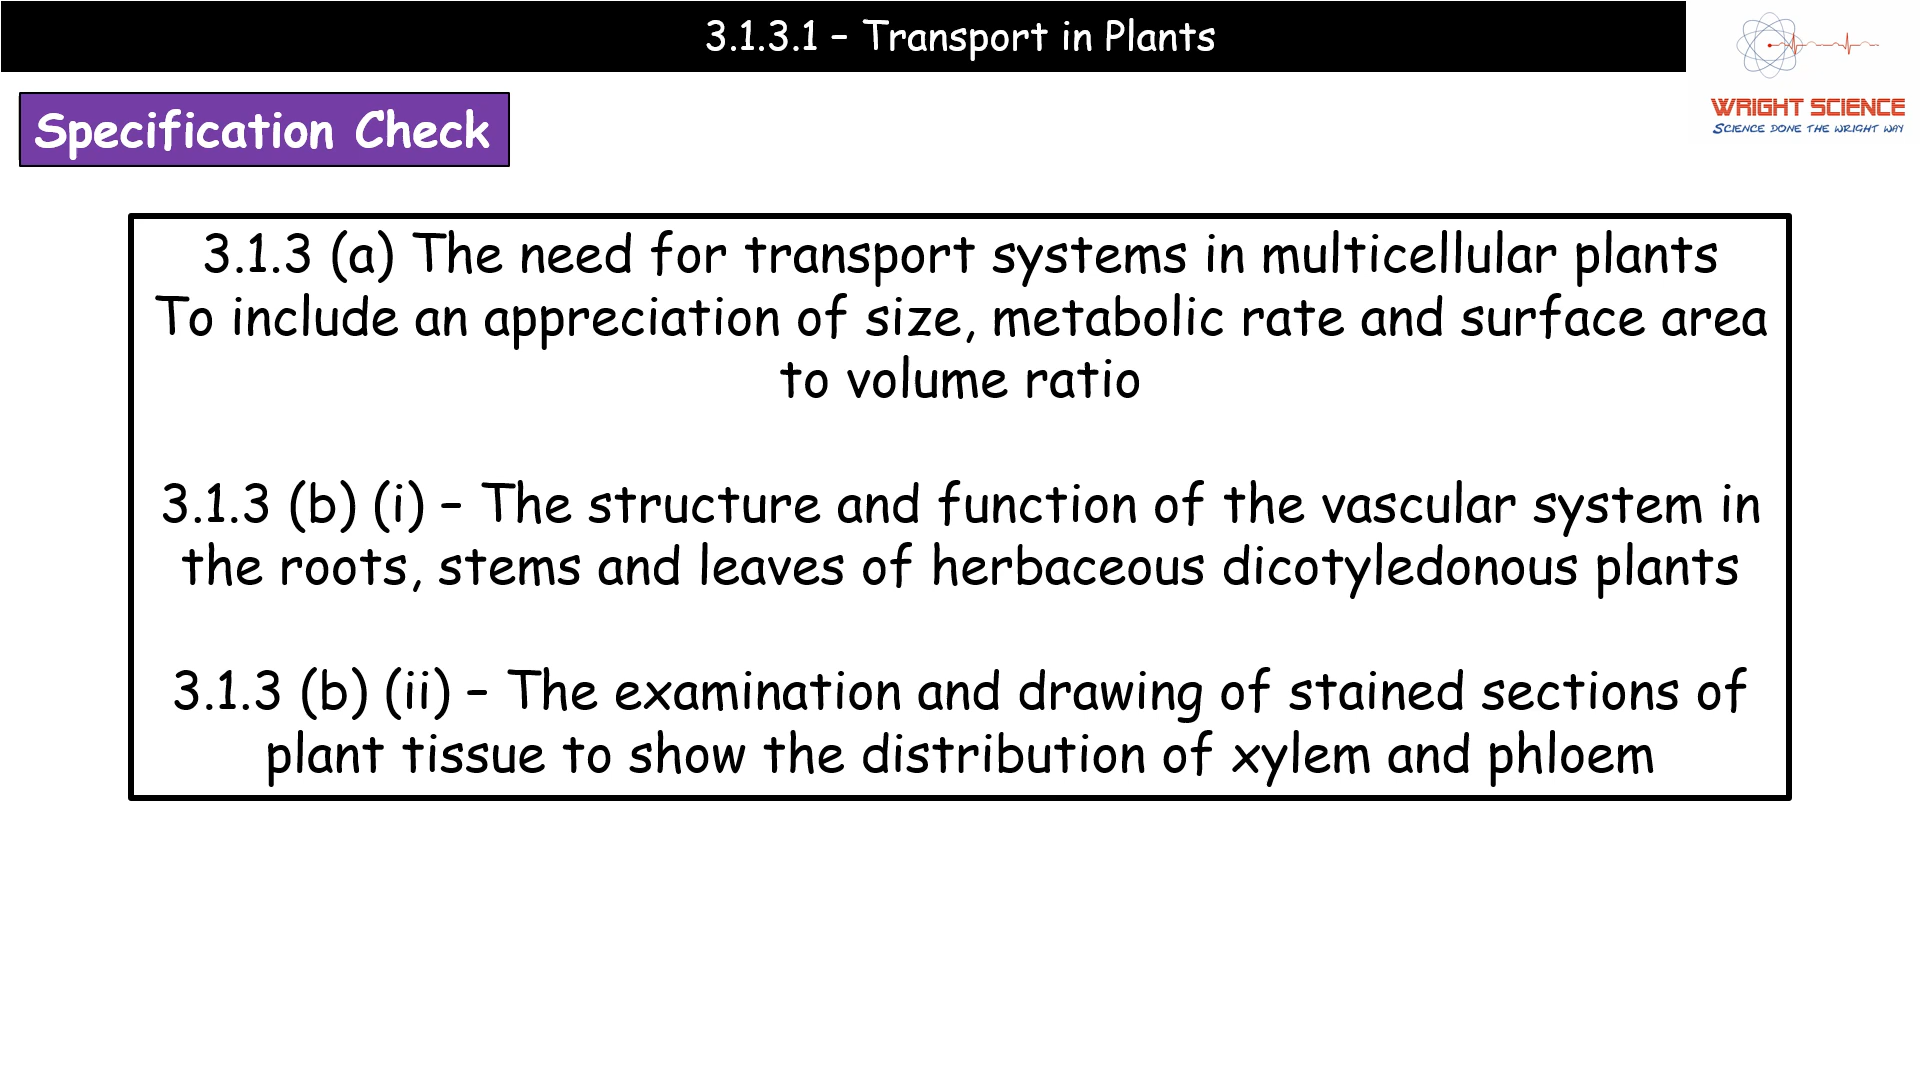 3.1.3.1 – Transport in Plants
WRIGHT SCIENCE
SCIENCE DONE THE WRIGHT WAY
Specification Check
3.1.3 (a) The need for transport systems in multicellular plants
To include an appreciation of size, metabolic rate and surface area
to volume ratio
3.1.3 (b) (i) – The structure and function of the vascular system in
the roots, stems and leaves of herbaceous dicotyledonous plants
3.1.3 (b) (ii) – The examination and drawing of stained sections of
plant tissue to show the distribution of xylem and phloem